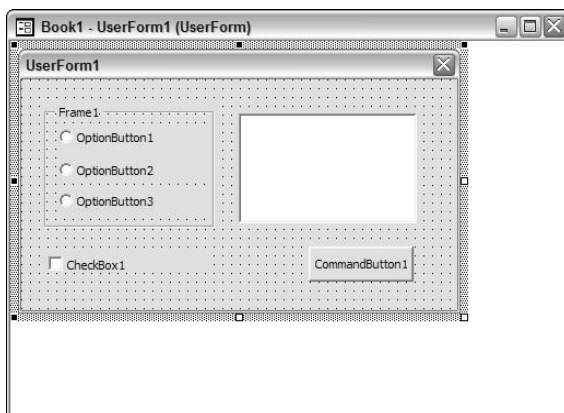 Book1 - UserForm1 (UserForm)
UserForm1
Frame1
OptionButton1
OptionButton2
OptionButton3
CheckBox1
CommandButton1